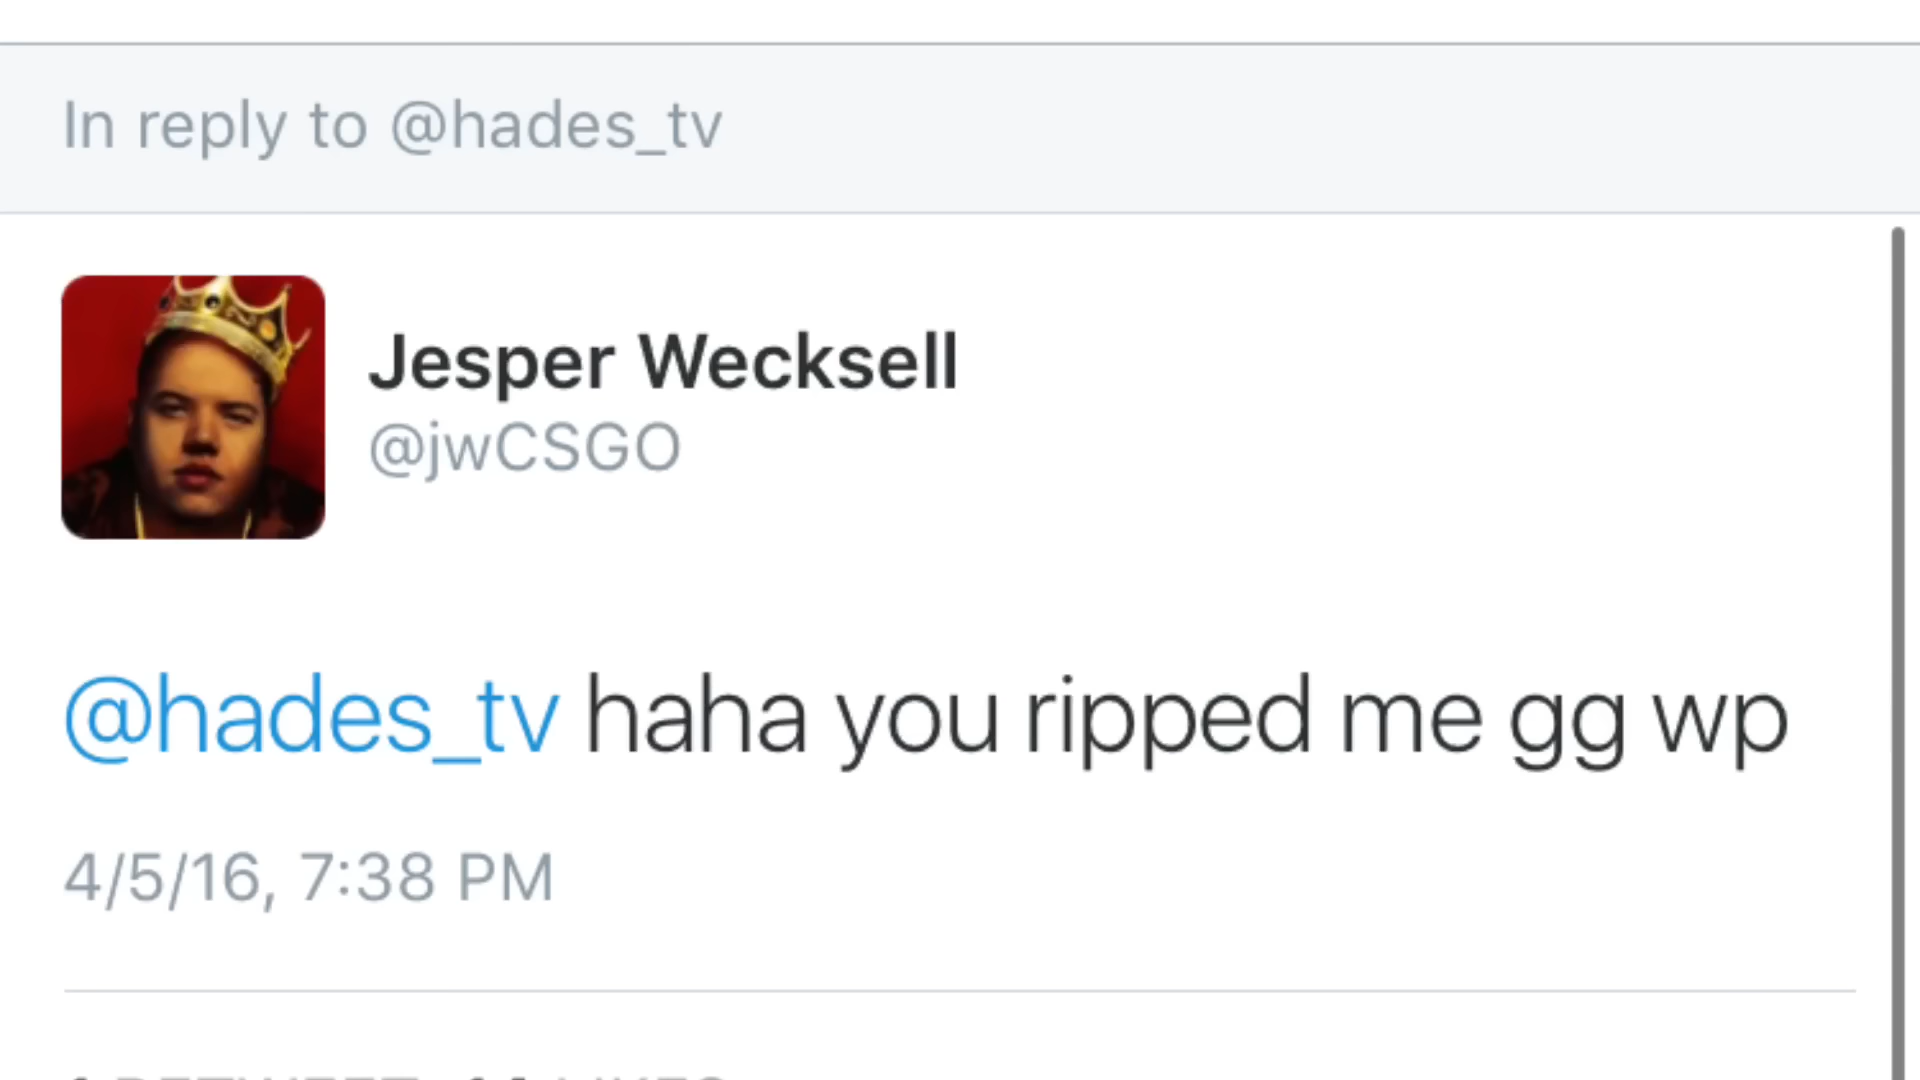 In reply to @hades_tv
Jesper Wecksell
@jwCSGO
@hades_tv haha you ripped me gg wp
4/5/16, 7:38 PM